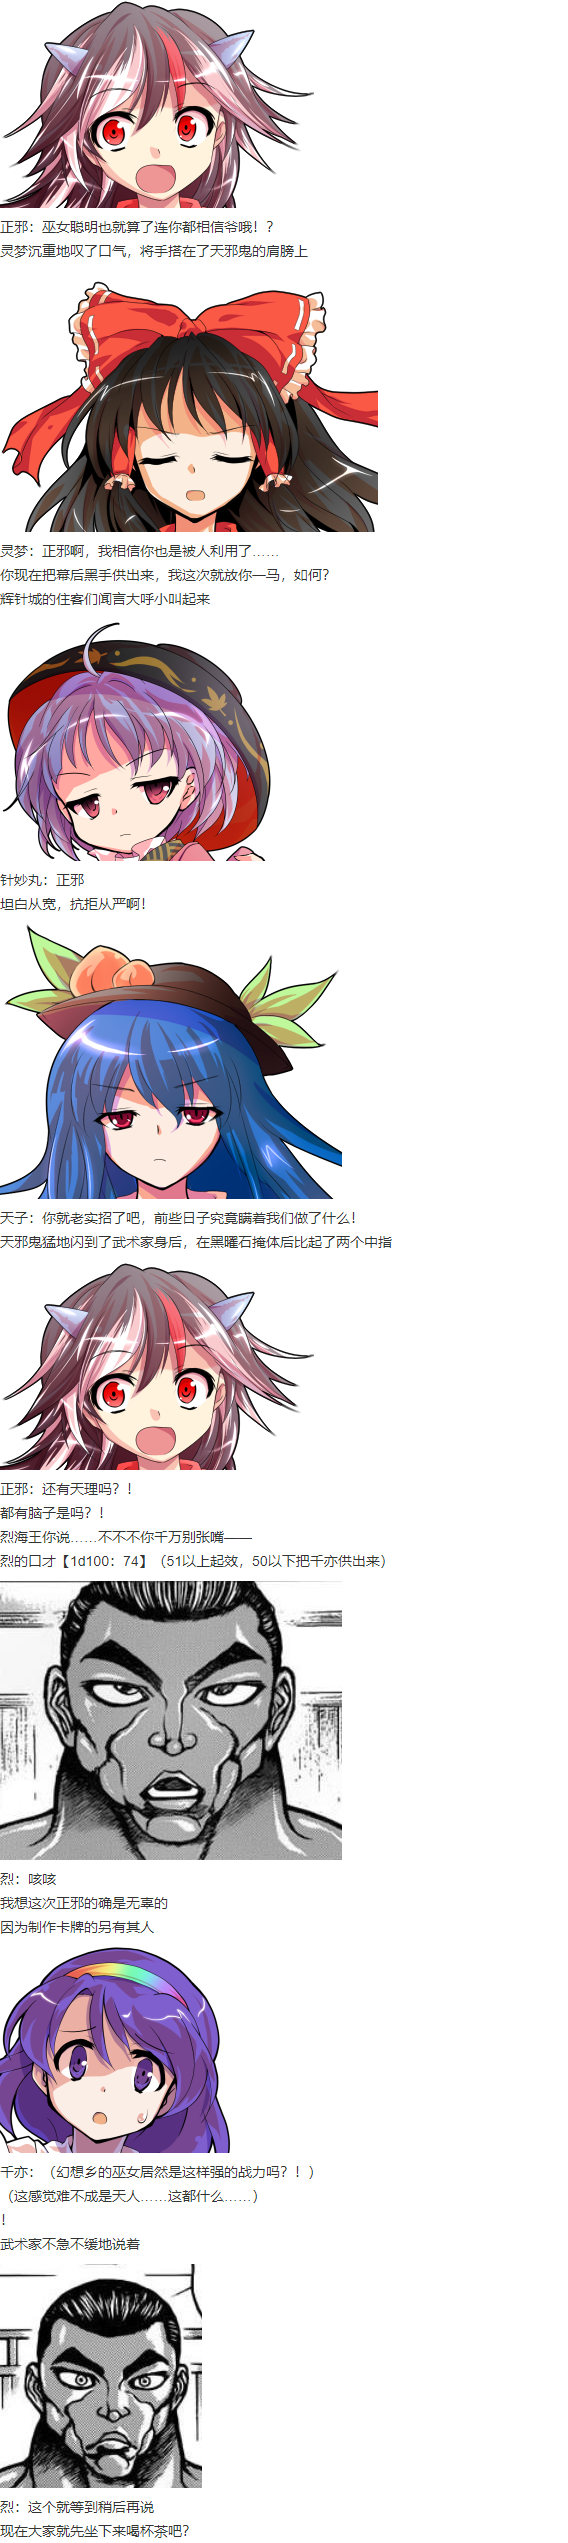 正邪：巫女聪明也就算了连你都相信爷哦！？
灵梦沉重地叹了口气，将手搭在了天邪鬼的肩膀上
灵梦：正邪啊，我相信你也是被人利用了……
你现在把幕后黑手供出来，我这次就放你一马，如何？
辉针城的住客们闻言大呼小叫起来
针妙丸：正邪
坦白从宽，抗拒从严啊！
天子：你就老实招了吧，前些日子究竟瞒着我们做了什么！
天邪鬼猛地闪到了武术家身后，在黑曜石掩体后比起了两个中指
正邪：还有天理吗？！
都有脑子是吗？！
烈海王你说……不不不你千万别张嘴——
烈的口才【1d100：74】（51以上起效，50以下把千亦供出来）
烈：咳咳
我想这次正邪的确是无辜的
因为制作卡牌的另有其人
千亦：（幻想乡的巫女居然是这样强的战力吗？！）
（这感觉难不成是天人……这都什么……）
！
武术家不急不缓地说着
烈：这个就等到稍后再说
现在大家就先坐下来喝杯茶吧？